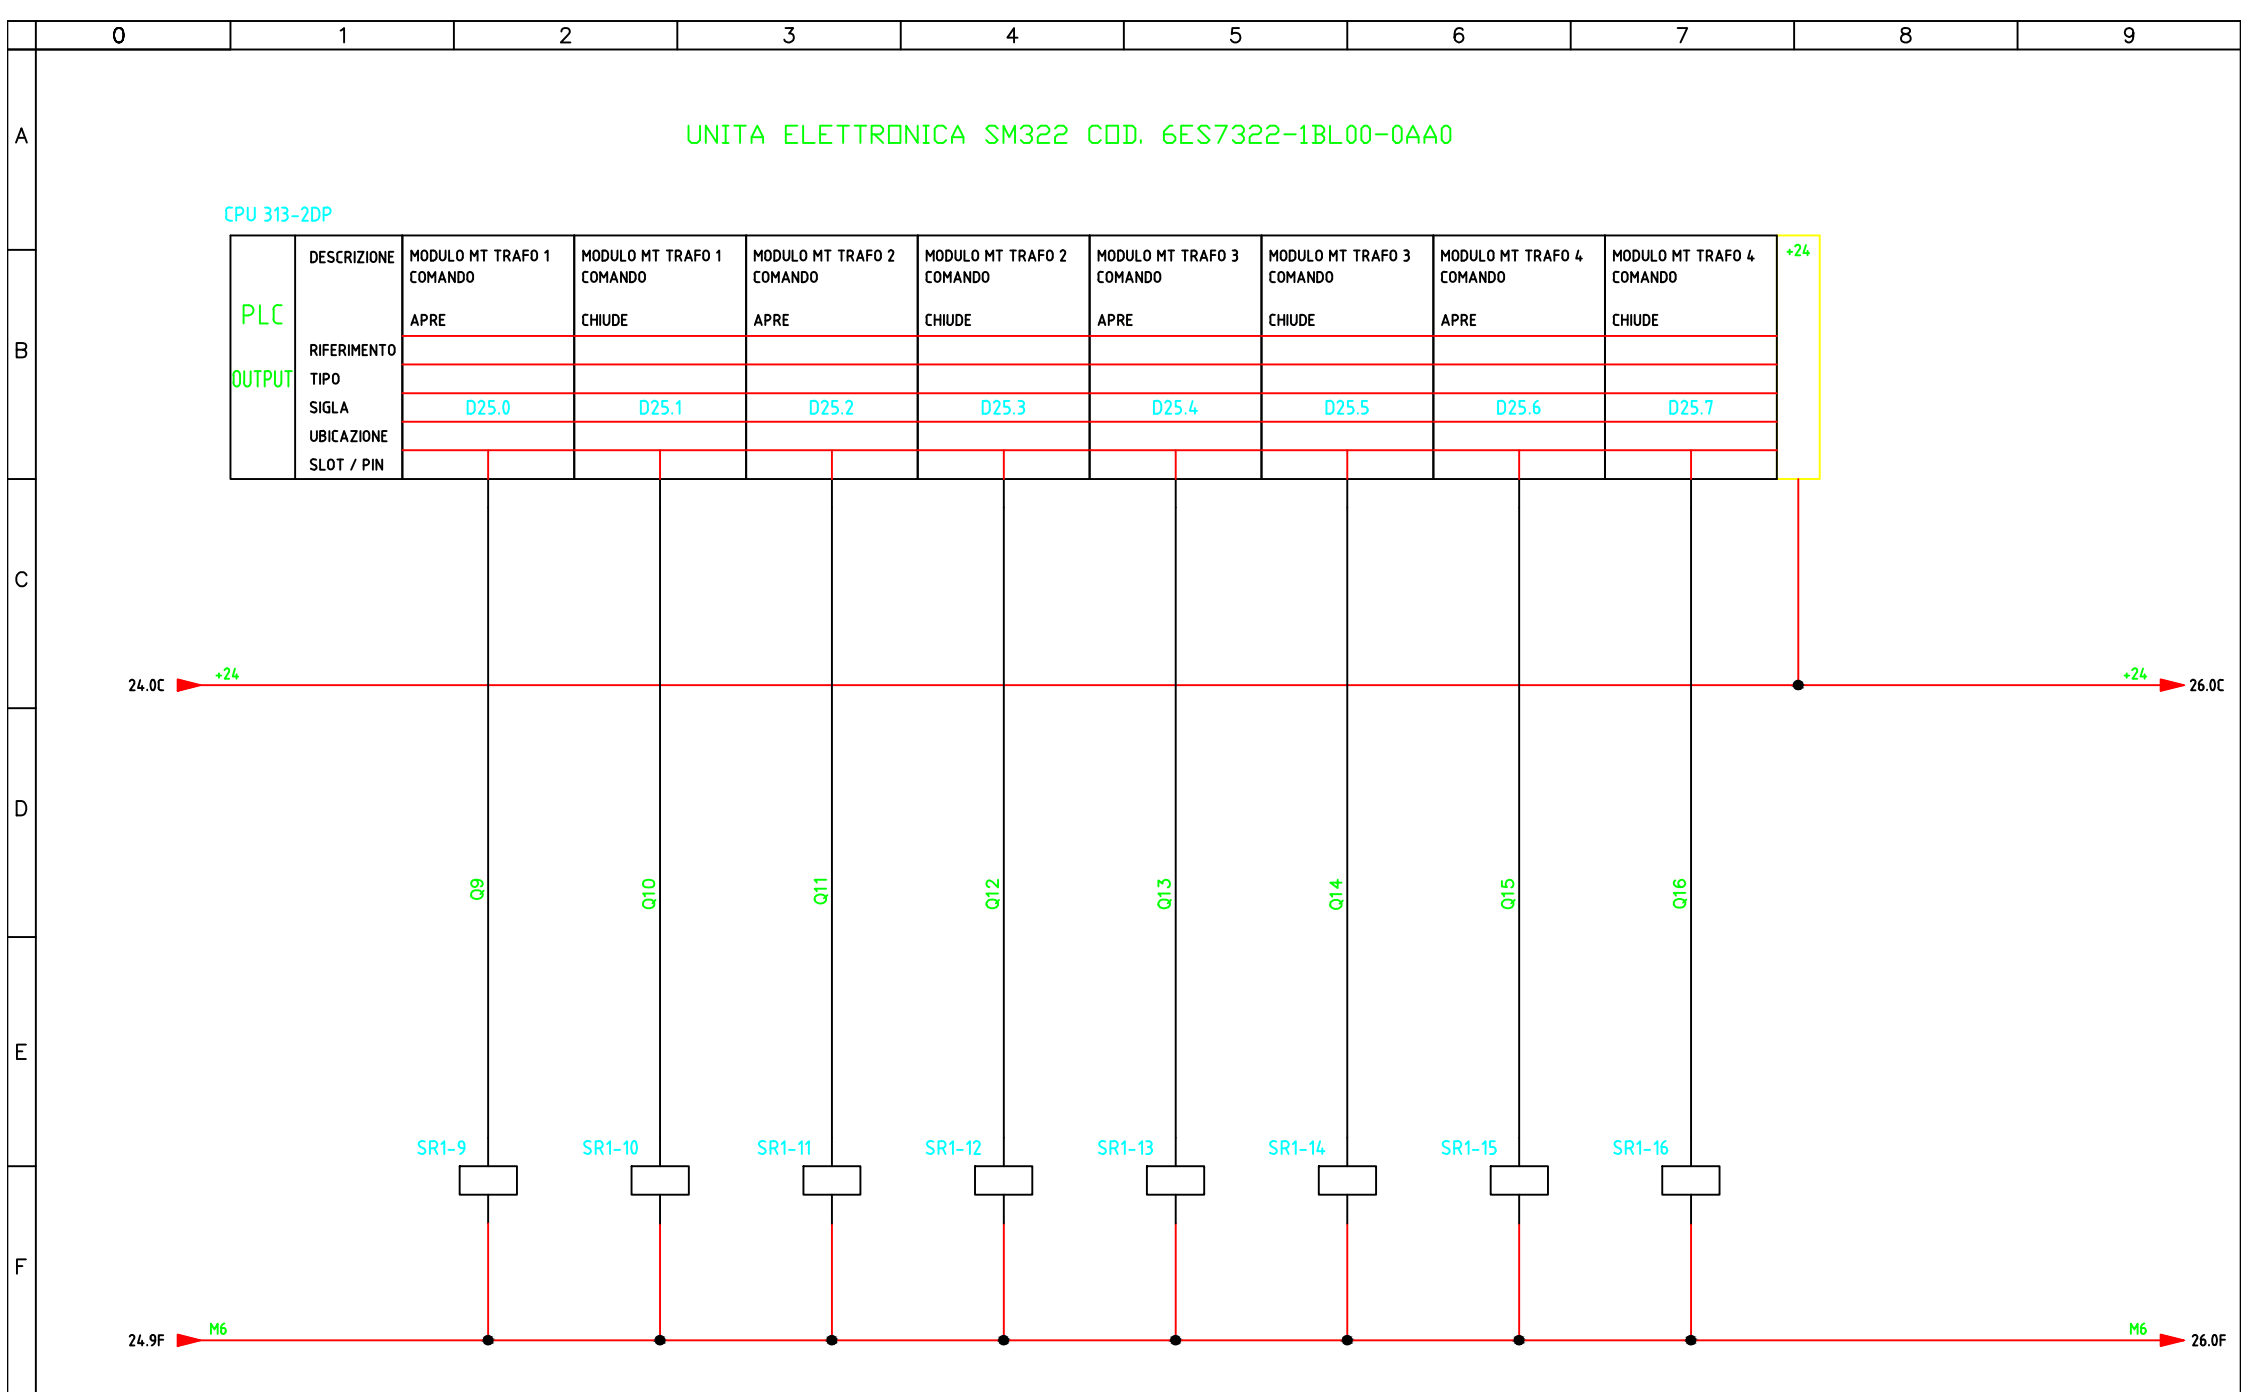 0 1 2 3 4 5 6 7 8 9
A
UNITA ELETTRONICA SM322 COD. 6ES7322-1BL00-0AA0
CPU 313-2DP
DESCRIZIONE
MODULO MT TRAFO 1
COMANDO
APRE
MODULO MT TRAFO 1
COMANDO
CHIUDE
MODULO MT TRAFO 2
COMANDO
APRE
MODULO MT TRAFO 2
COMANDO
CHIUDE
MODULO MT TRAFO 3
COMANDO
APRE
MODULO MT TRAFO 3
COMANDO
CHIUDE
MODULO MT TRAFO 4
COMANDO
APRE
MODULO MT TRAFO 4
COMANDO
CHIUDE
+24
PLC
OUTPUT
B
RIFERIMENTO
TIPO
SIGLA D25.0 D25.1 D25.2 D25.3 D25.4 D25.5 D25.6 D25.7
UBICAZIONE
SLOT / PIN
C
24.0C +24 +24 26.0C
D
Q9 Q10 Q11 Q12 Q13 Q14 Q15 Q16
E
SR1-9 SR1-10 SR1-11 SR1-12 SR1-13 SR1-14 SR1-15 SR1-16
F
24.9F M6 M6 26.0F